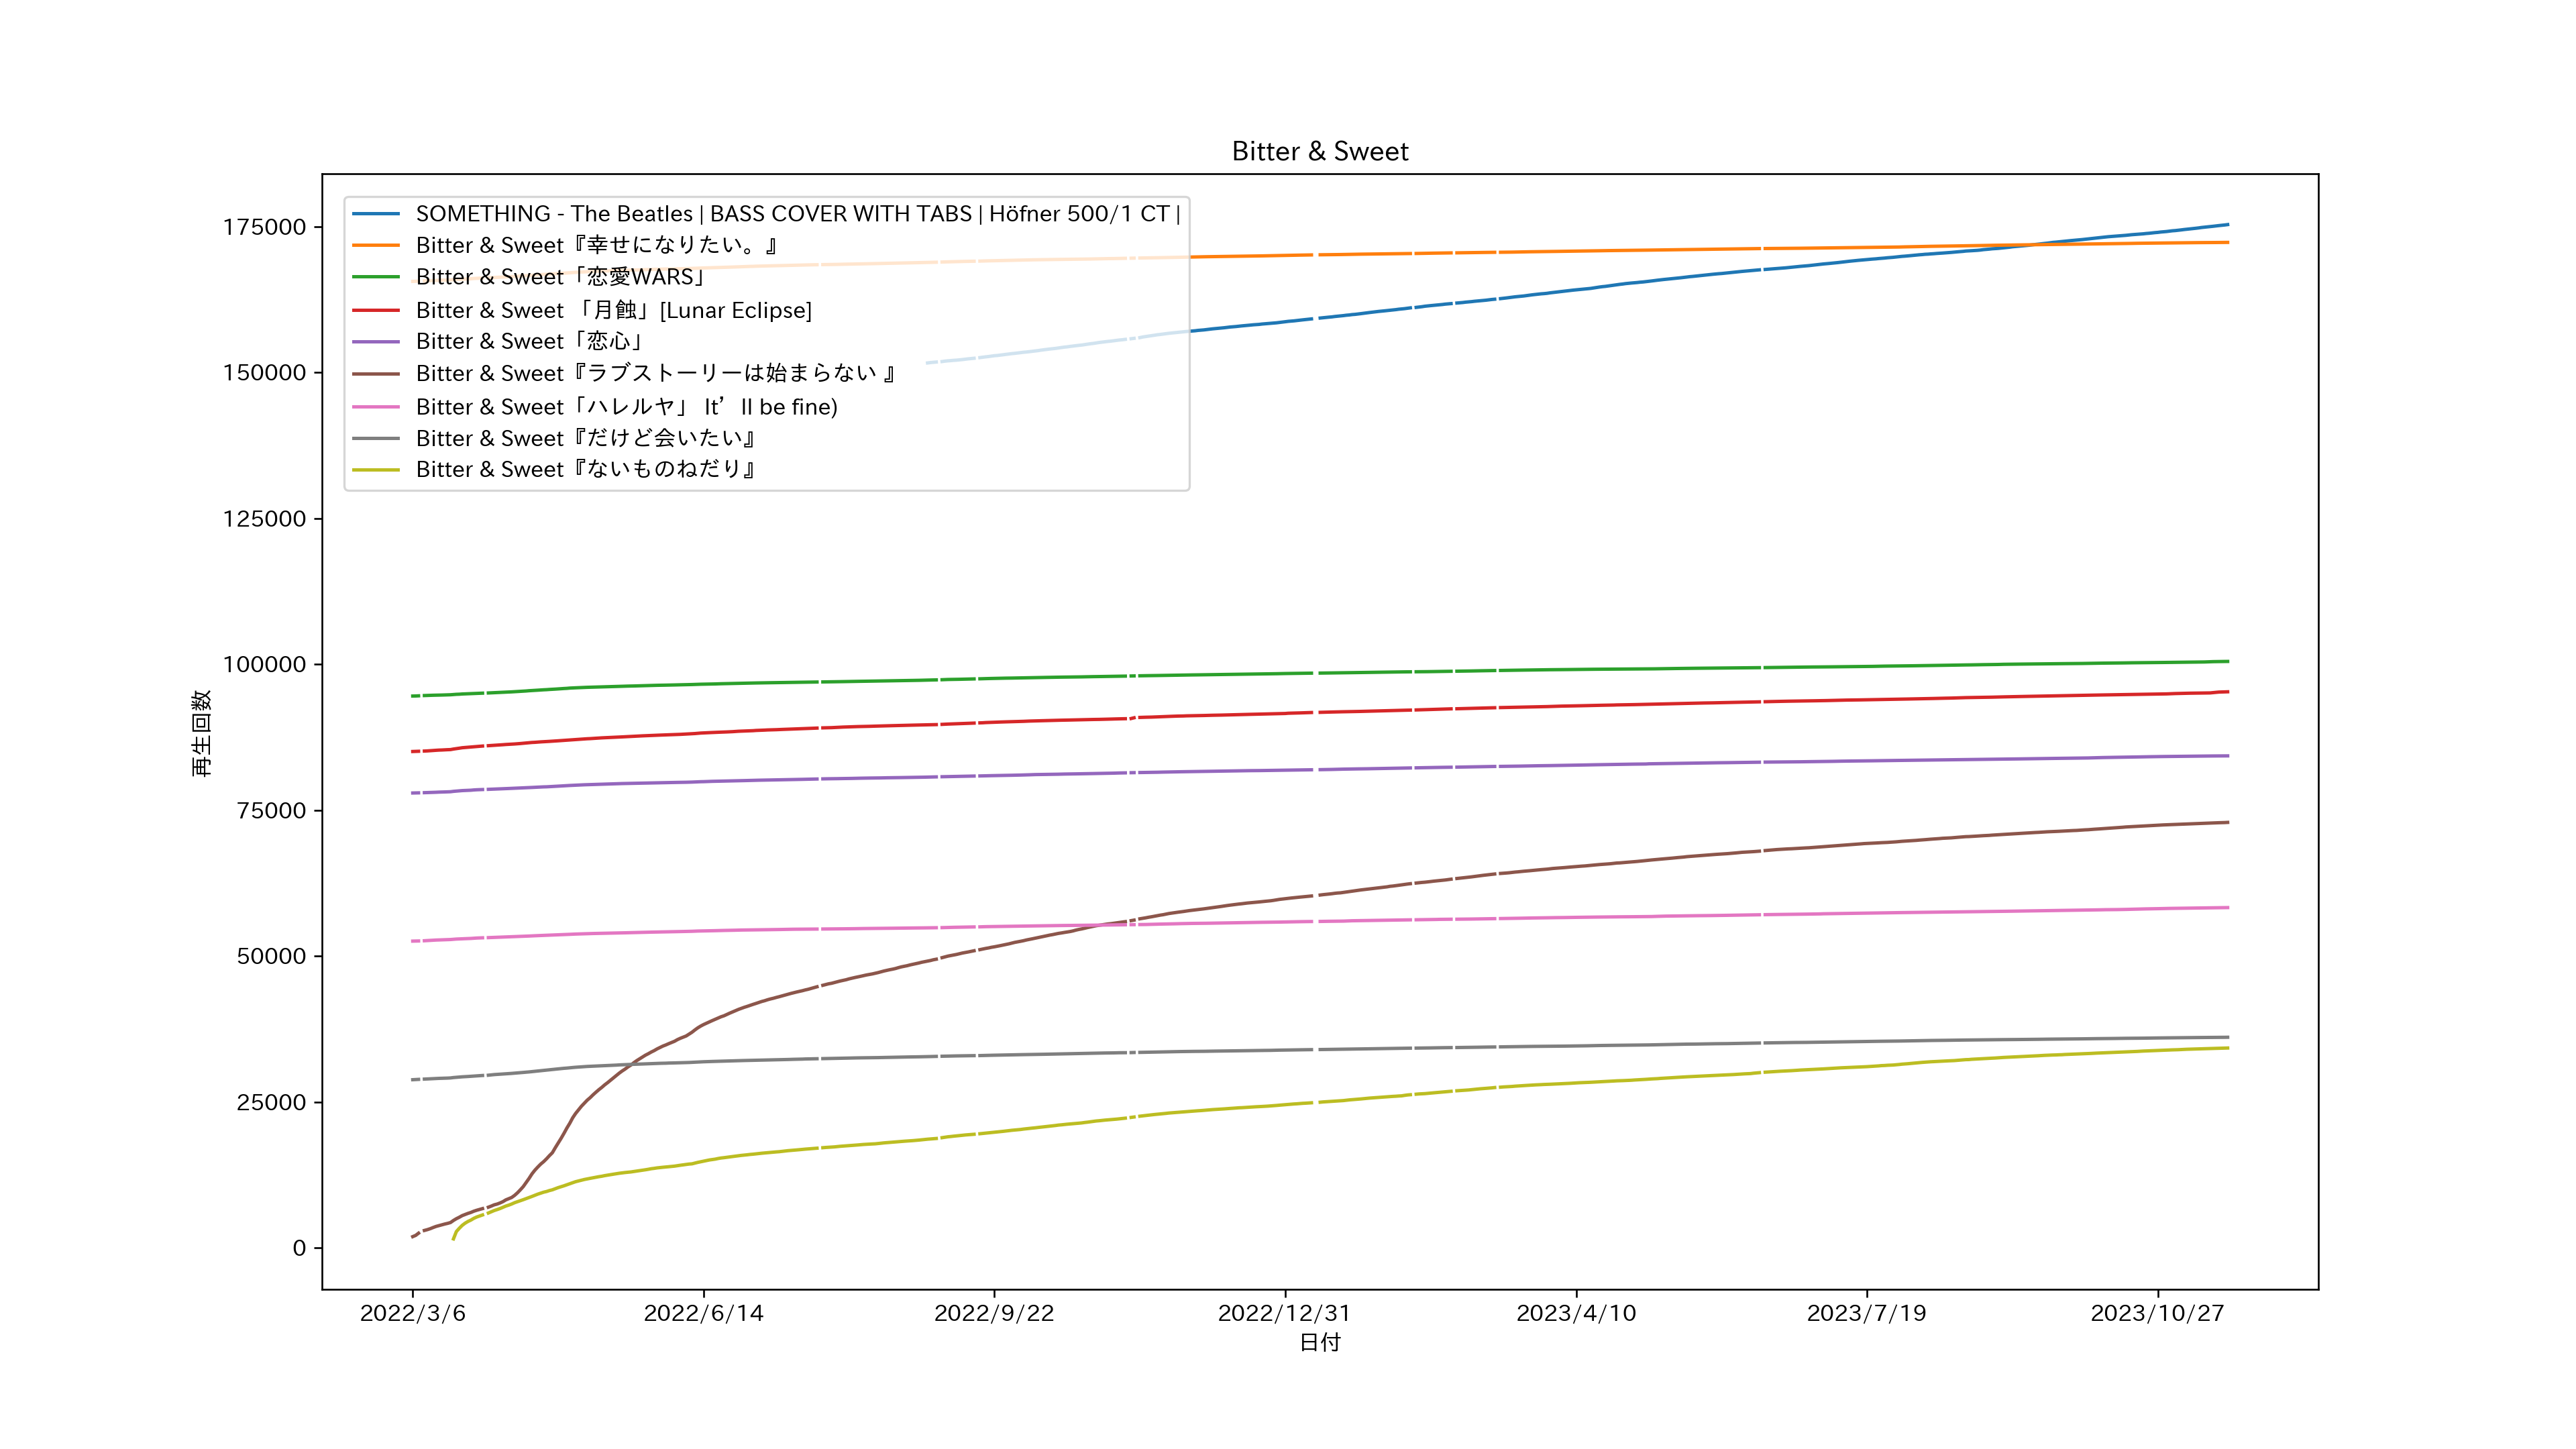 Bitter & Sweet
SOMETHING - The Beatles | BASS COVER WITH TABS | Höfner 500/1 CT |
Bitter & Sweet『幸せになりたい。』
Bitter & Sweet「恋愛WARS」
Bitter & Sweet 「月蝕」[Lunar Eclipse]
Bitter & Sweet「恋心」
Bitter & Sweet『ラブストーリーは始まらない 』
Bitter & Sweet「ハレルヤ」 It’ll be fine)
Bitter & Sweet『だけど会いたい』
Bitter & Sweet『ないものねだり』
175000
150000
125000
100000
75000
50000
25000
0
再生回数
2022/3/6 2022/6/14 2022/9/22 2022/12/31 2023/4/10 2023/7/19 2023/10/27
日付